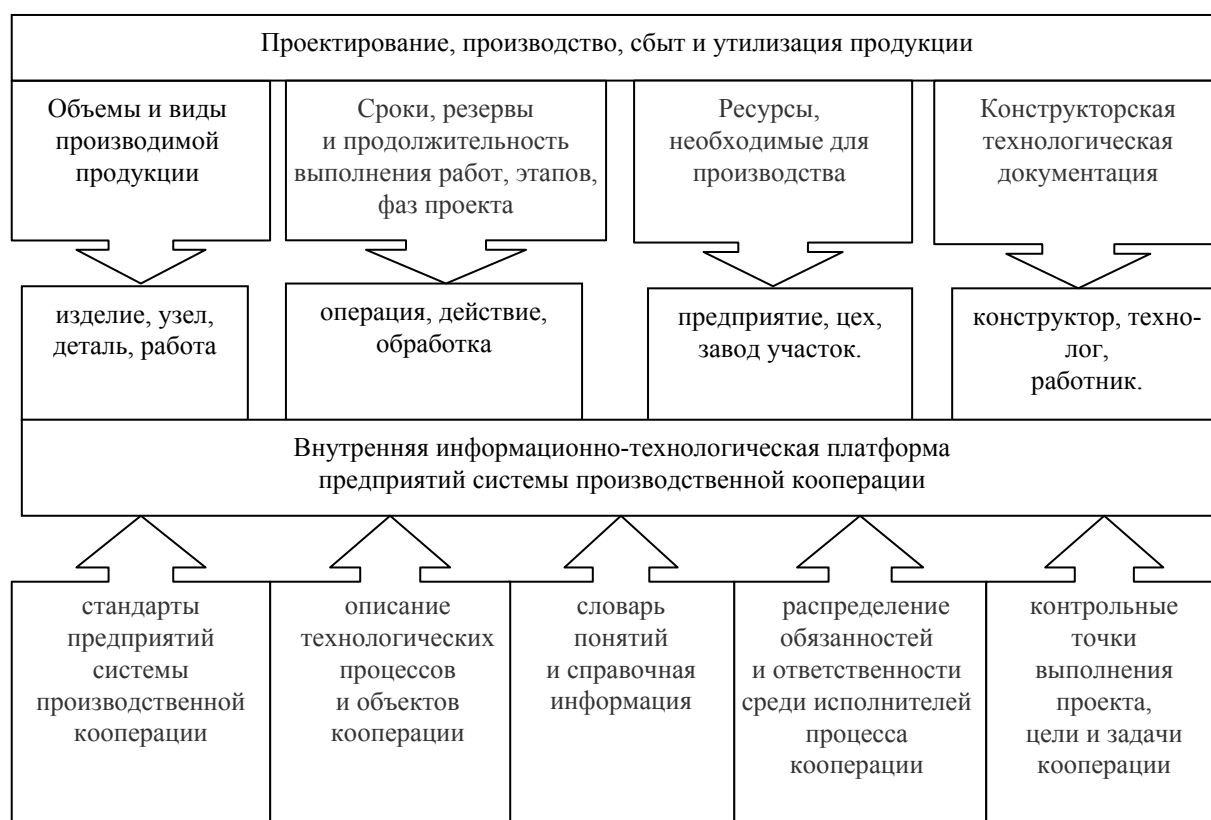 Проектирование, производство, сбыт и утилизация продукции
Объемы и виды
производимой
продукции
Сроки, резервы
и продолжительность
выполнения работ, этапов,
фаз проекта
Ресурсы,
необходимые для
производства
Конструкторская
технологическая
документация
изделие, узел,
деталь, работа
операция, действие,
обработка
предприятие, цех,
завод участок.
конструктор, техно-
лог,
работник.
Внутренняя информационно-технологическая платформа
предприятий системы производственной кооперации
стандарты
предприятий
системы
производственной
кооперации
описание
технологических
процессов
и объектов
кооперации
словарь
понятий
и справочная
информация
распределение
обязанностей
и ответственности
среди исполнителей
процесса
кооперации
контрольные
точки
выполнения
проекта,
цели и задачи
кооперации